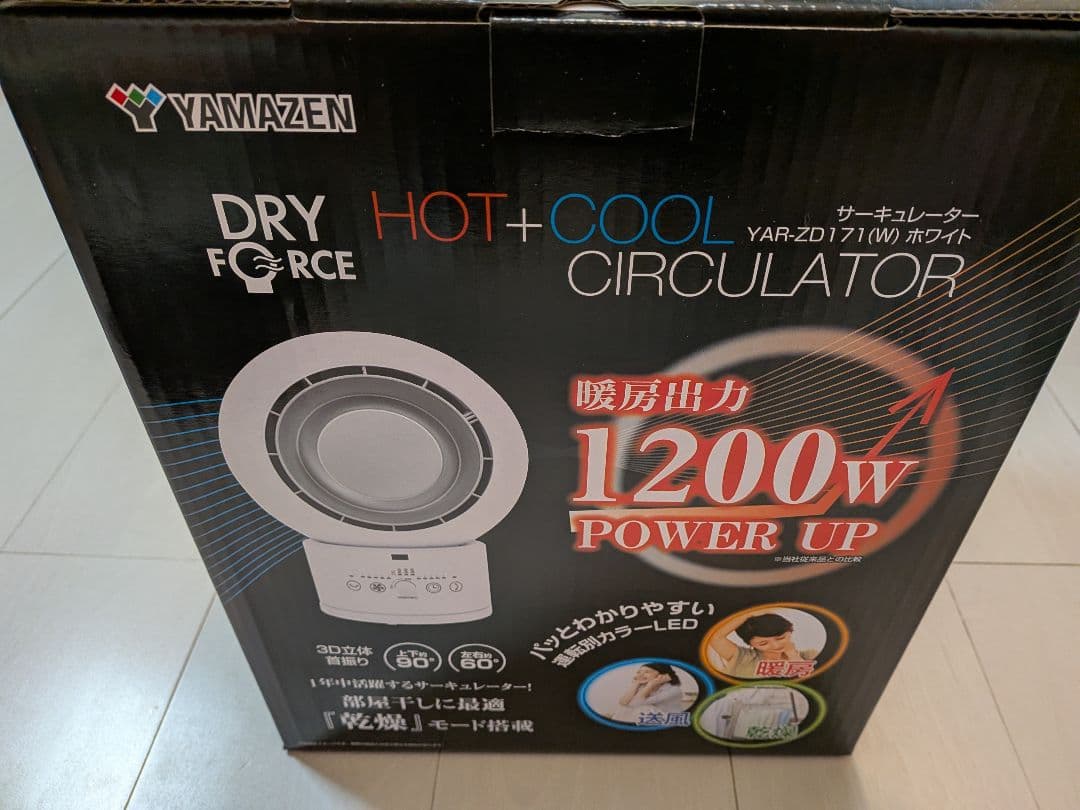 YAMAZEN
DRY
FORCE
HOT+COOL
CIRCULATOR
サーキュレーター
YAR-ZD171(W) ホワイト
暖房出力
1200W
POWER UP
※当社従来品との比較
3D立体
首振り
上下約
90°
左右約
60°
1年中活躍するサーキュレーター!
部屋干しに最適
『乾燥』モード搭載
パッとわかりやすい
運転別カラーLED
暖房
送風
乾燥